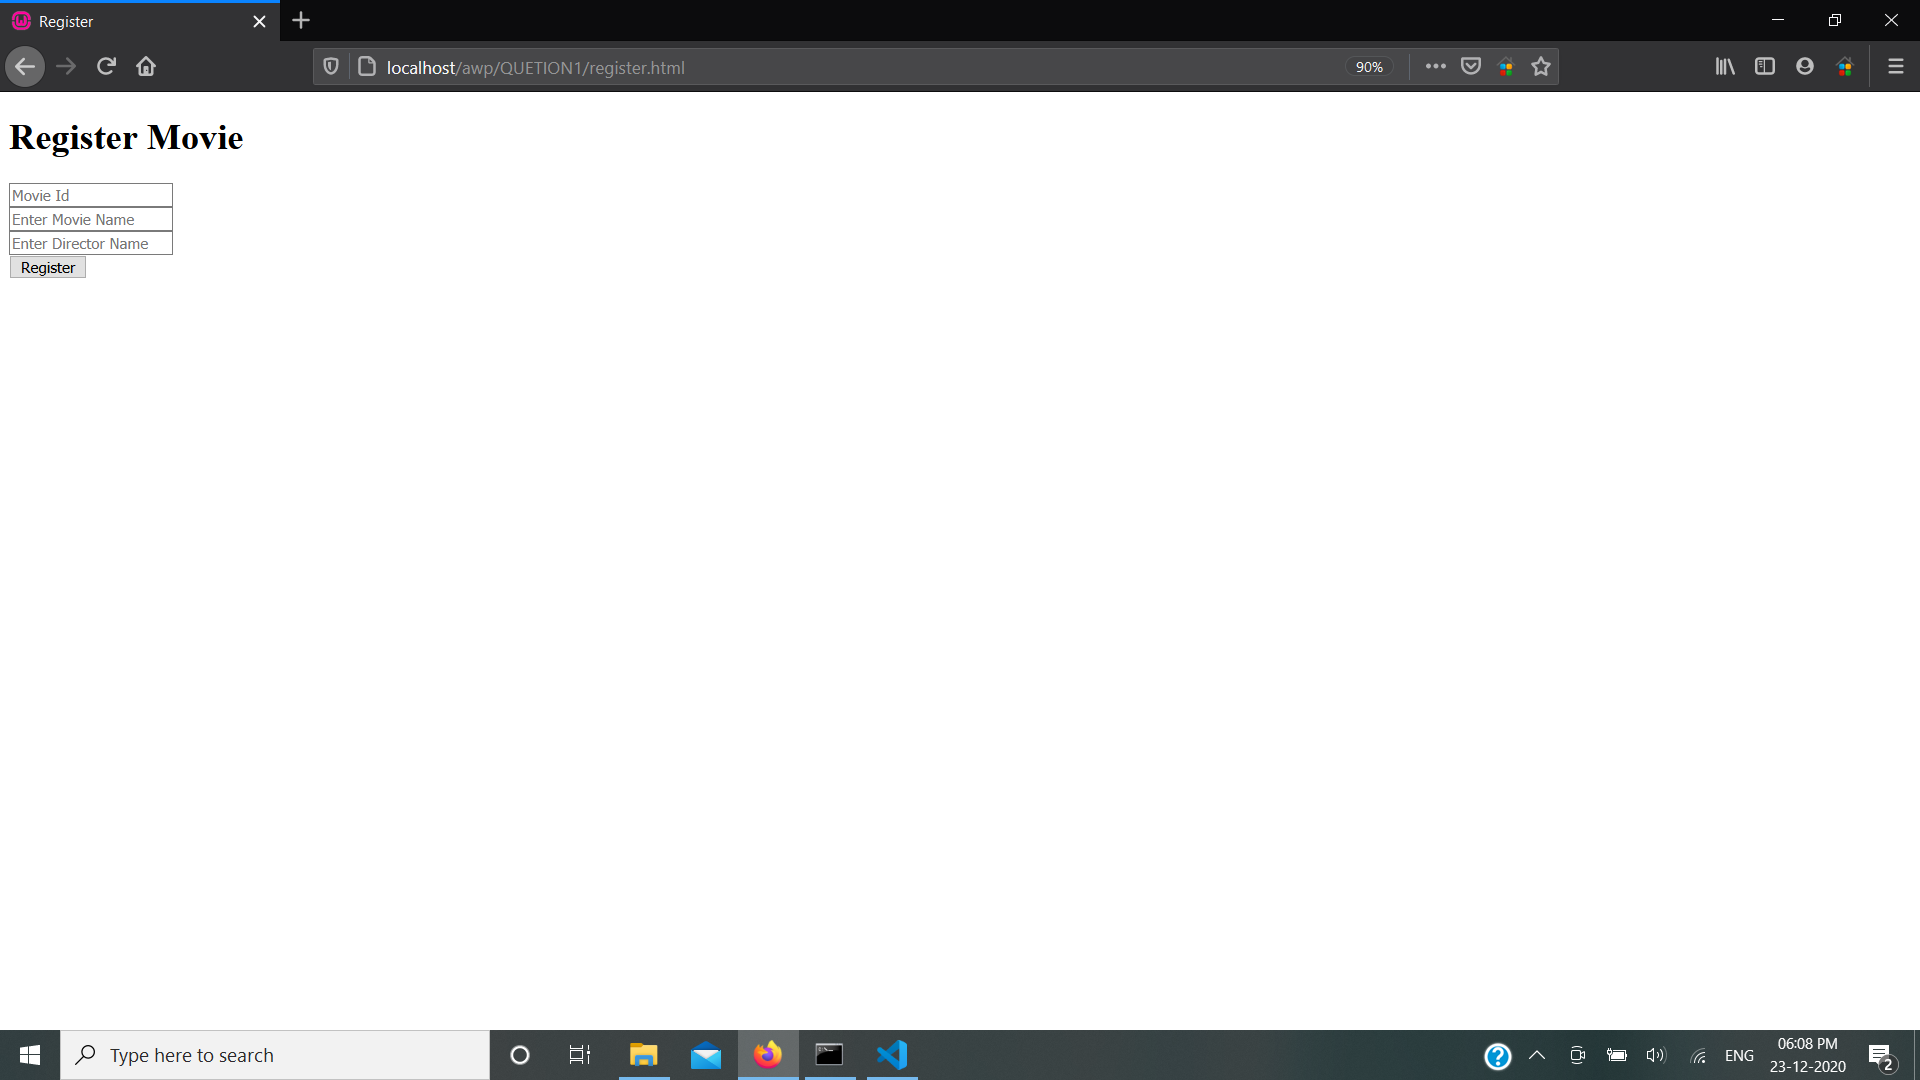 Register
localhost/awp/QUETION1/register.html
90%
Register Movie
Movie Id
Enter Movie Name
Enter Director Name
Register
Type here to search
ENG
06:08 PM
23-12-2020
2